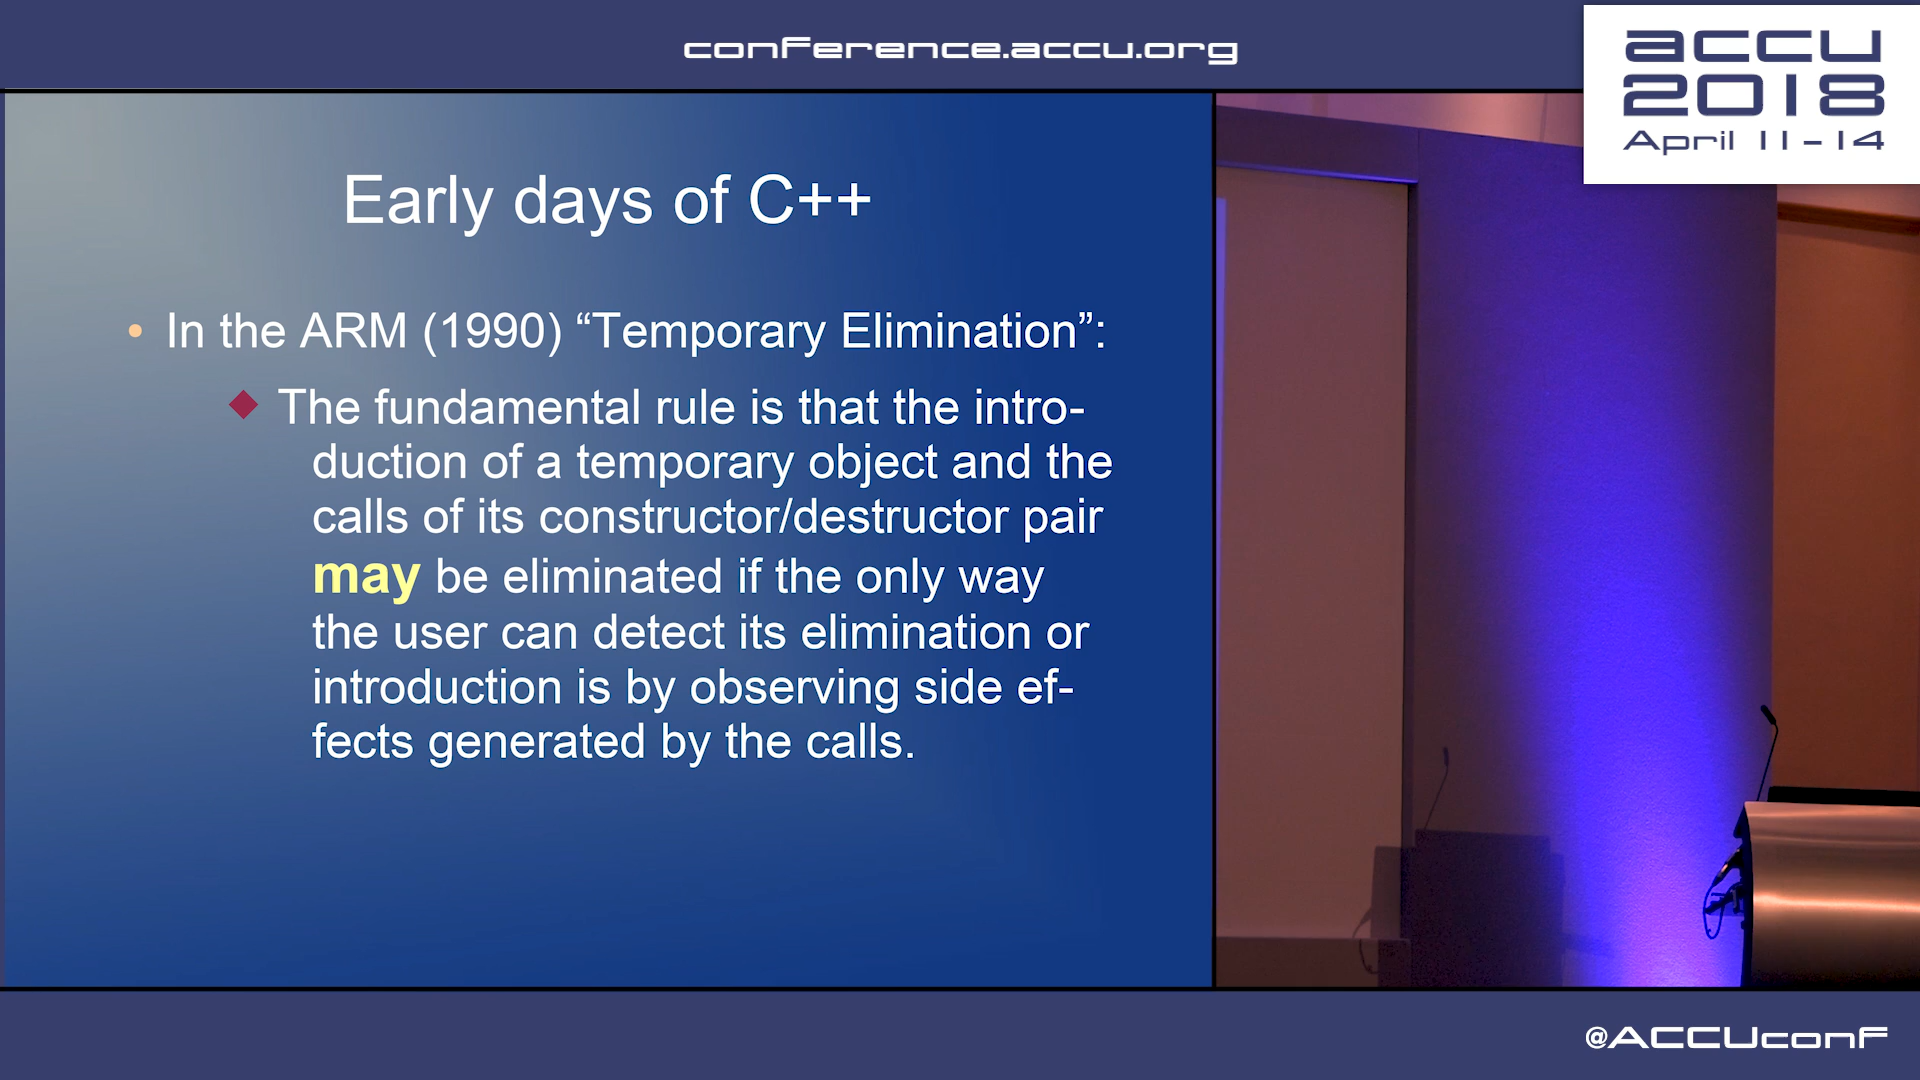 conference.accu.org
accu
2018
April 11-14
Early days of C++
• In the ARM (1990) “Temporary Elimination”:
◆ The fundamental rule is that the intro-
duction of a temporary object and the
calls of its constructor/destructor pair
may be eliminated if the only way
the user can detect its elimination or
introduction is by observing side ef-
fects generated by the calls.
@ACCUconf